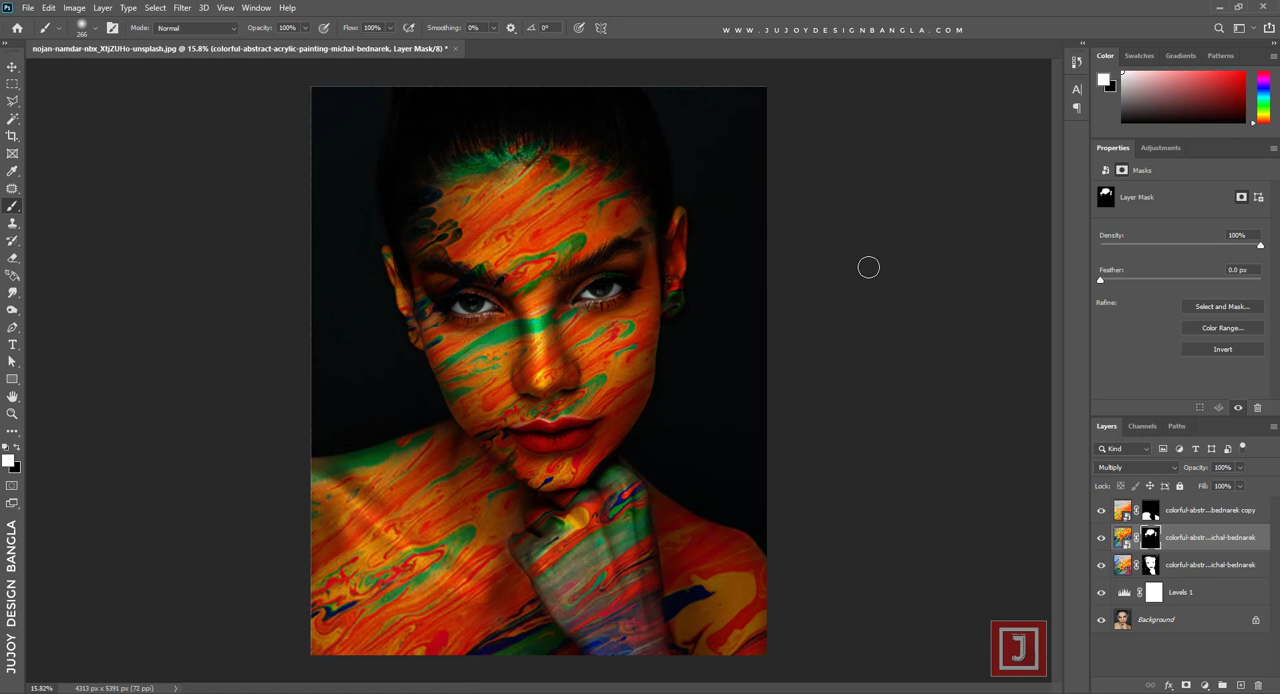 File Edit Image Layer Type Select Filter 3D View Window Help
Mode: Normal Opacity: 100% Flow: 100% Smoothing: 0% 0°
WWW.JUJOYDESIGNBANGLA.COM
nojan-namdar-nbx_XtjZUHo-unsplash.jpg @ 15.8% (colorful-abstract-acrylic-painting-michal-bednarek, Layer Mask/8) *
266
Color Swatches Gradients Patterns
Properties Adjustments
Masks
Layer Mask
Density: 100%
Feather: 0.0 px
Refine: Select and Mask...
Color Range...
Invert
Layers Channels Paths
Kind
Multiply Opacity: 100%
Lock: Fill: 100%
colorful-abstr...bednarek copy
colorful-abstr...ichal-bednarek
colorful-abstr...ichal-bednarek
Levels 1
Background
JUJOY DESIGN BANGLA
J
15.82% 4313 px x 5391 px (72 ppi)